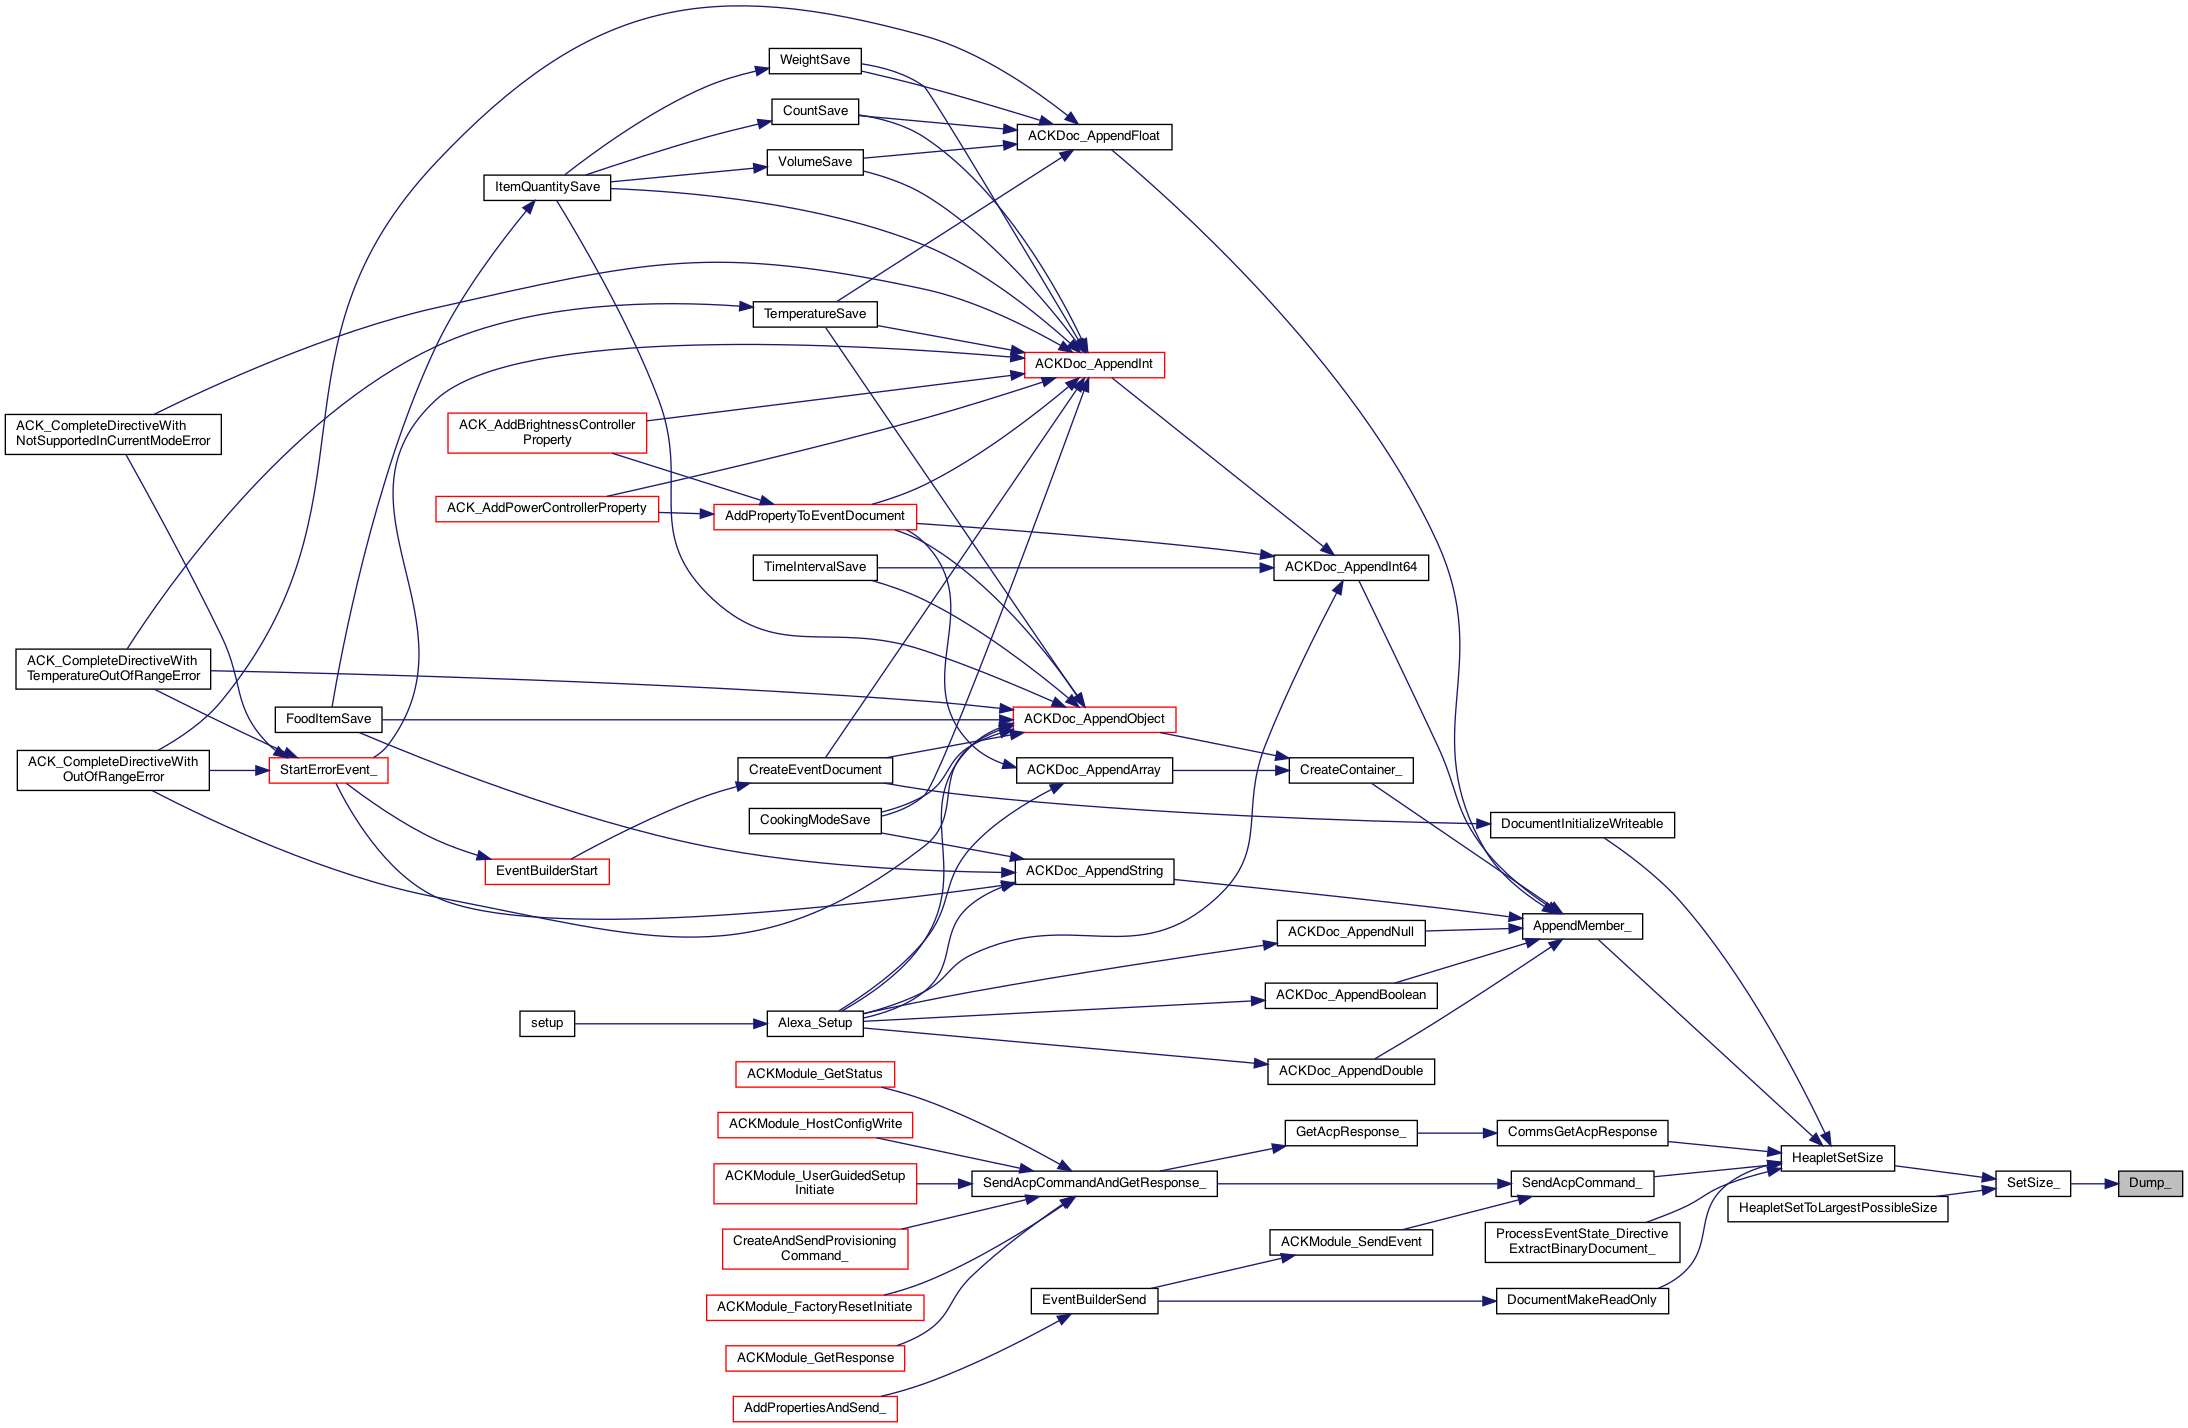 WeightSave
CountSave
ACKDoc_AppendFloat
VolumeSave
ItemQuantitySave
TemperatureSave
ACKDoc_AppendInt
ACK_CompleteDirectiveWith
NotSupportedInCurrentModeError
ACK_AddBrightnessController
Property
ACK_AddPowerControllerProperty
AddPropertyToEventDocument
TimeIntervalSave
ACKDoc_AppendInt64
ACK_CompleteDirectiveWith
TemperatureOutOfRangeError
FoodItemSave
ACKDoc_AppendObject
ACK_CompleteDirectiveWith
OutOfRangeError
StartErrorEvent_
CreateEventDocument
ACKDoc_AppendArray
CreateContainer_
CookingModeSave
DocumentInitializeWriteable
EventBuilderStart
ACKDoc_AppendString
ACKDoc_AppendNull
AppendMember_
ACKDoc_AppendBoolean
setup
Alexa_Setup
ACKDoc_AppendDouble
ACKModule_GetStatus
ACKModule_HostConfigWrite
GetAcpResponse_
CommsGetAcpResponse
HeapletSetSize
ACKModule_UserGuidedSetup
Initiate
SendAcpCommandAndGetResponse_
SendAcpCommand_
SetSize_
Dump_
HeapletSetToLargestPossibleSize
CreateAndSendProvisioning
Command_
ACKModule_SendEvent
ProcessEventState_Directive
ExtractBinaryDocument_
ACKModule_FactoryResetInitiate
EventBuilderSend
DocumentMakeReadOnly
ACKModule_GetResponse
AddPropertiesAndSend_